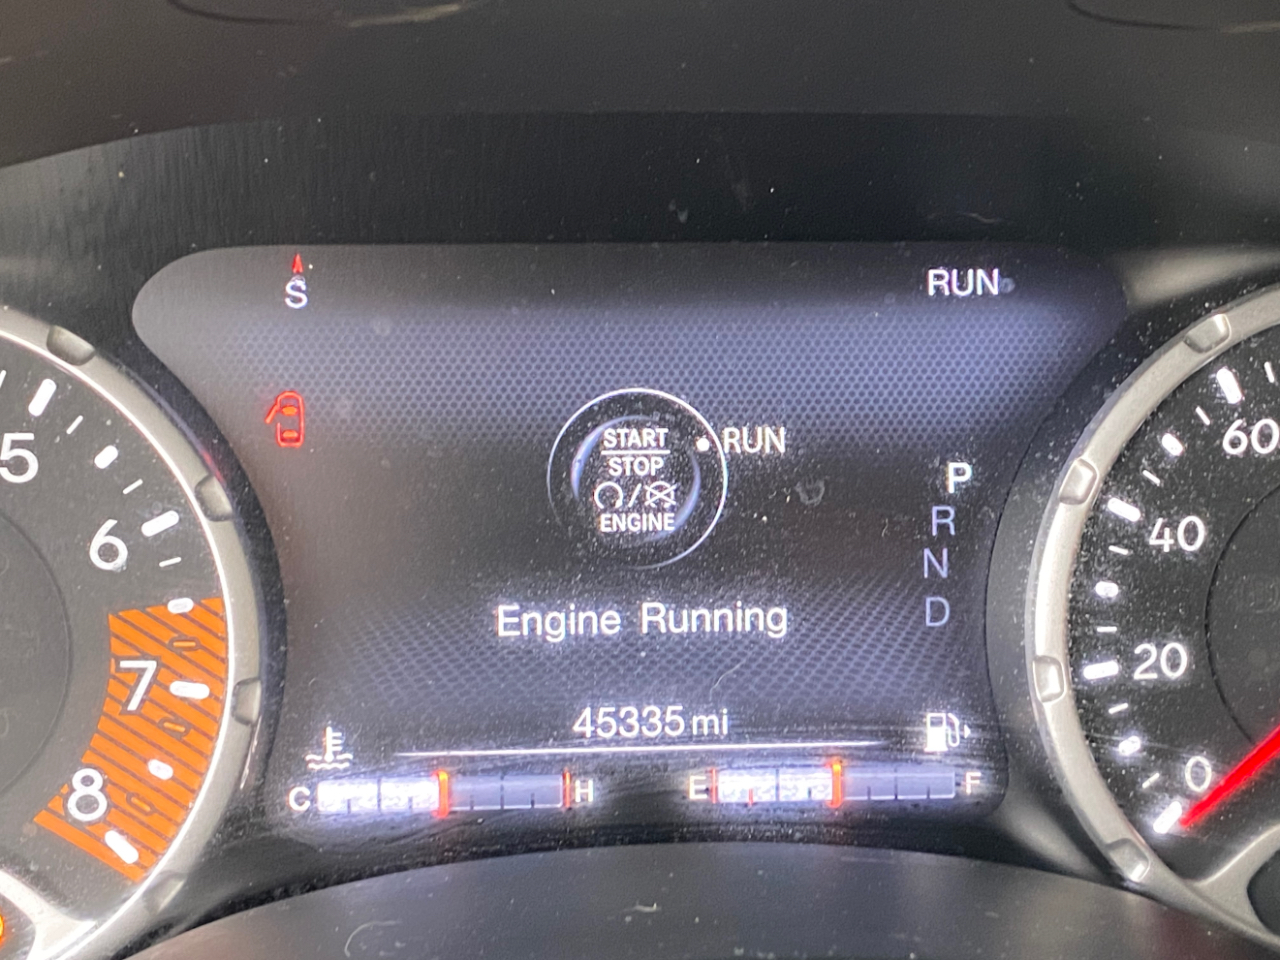 S
RUN
START
STOP
ENGINE
RUN
P
R
N
D
Engine Running
45335 mi
C
H
E
F
5
6
7
8
60
40
20
0